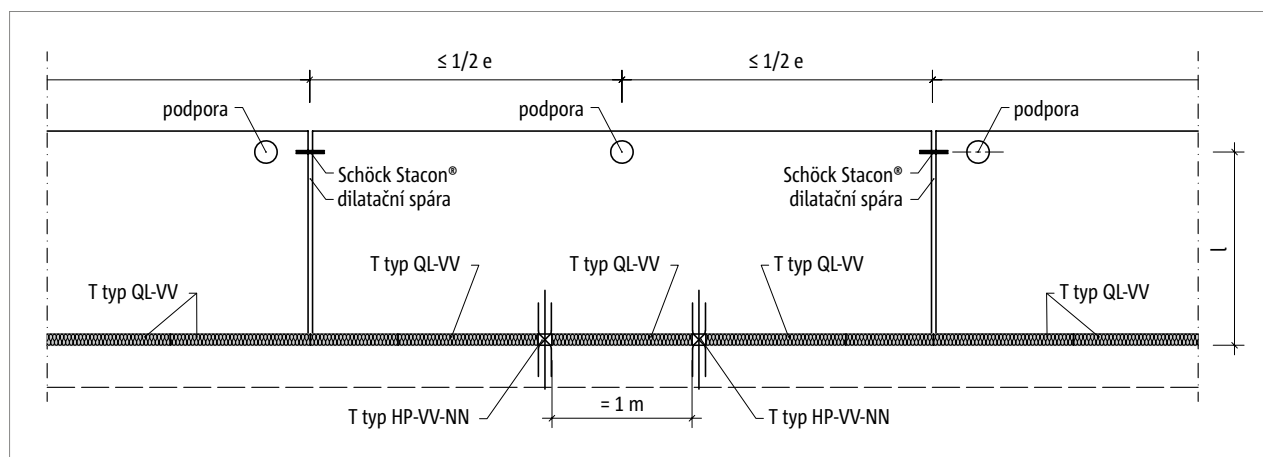 ≤ 1/2 e
≤ 1/2 e
podpora
podpora
podpora
Schöck Stacon®
dilatační spára
Schöck Stacon®
dilatační spára
l
T typ QL-VV
T typ QL-VV
T typ QL-VV
T typ QL-VV
T typ QL-VV
= 1 m
T typ HP-VV-NN
T typ HP-VV-NN